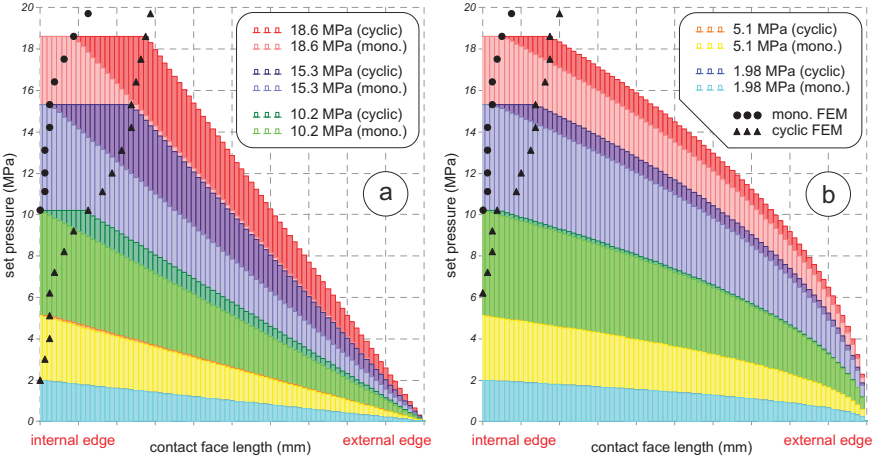 20
18
16
14
12
10
8
6
4
2
0
set pressure (MPa)
18.6 MPa (cyclic)
18.6 MPa (mono.)
15.3 MPa (cyclic)
15.3 MPa (mono.)
10.2 MPa (cyclic)
10.2 MPa (mono.)
a
internal edge
contact face length (mm)
external edge
20
18
16
14
12
10
8
6
4
2
0
set pressure (MPa)
5.1 MPa (cyclic)
5.1 MPa (mono.)
1.98 MPa (cyclic)
1.98 MPa (mono.)
mono. FEM
cyclic FEM
b
internal edge
contact face length (mm)
external edge